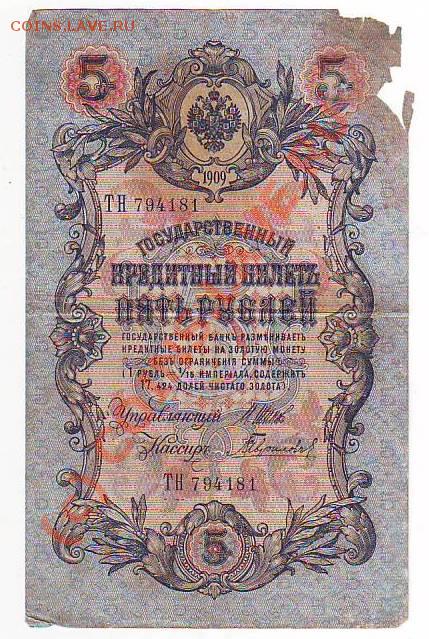 COINS.LAVE.RU
5 5
1909
ТН 794181
ГОСУДАРСТВЕННЫЙ
КРЕДИТНЫЙ БИЛЕТЪ
ПЯТЬ РУБЛЕЙ
ГОСУДАРСТВЕННЫЙ БАНКЪ РАЗМѢНИВАЕТЪ
КРЕДИТНЫЕ БИЛЕТЫ НА ЗОЛОТУЮ МОНЕТУ
БЕЗЪ ОГРАНИЧЕНІЯ СУММЫ
(1 РУБЛЬ = 1/15 ИМПЕРІАЛА, СОДЕРЖИТЪ
17,424 ДОЛЕЙ ЧИСТАГО ЗОЛОТА).
Управляющій
Кассиръ
ТН 794181
5